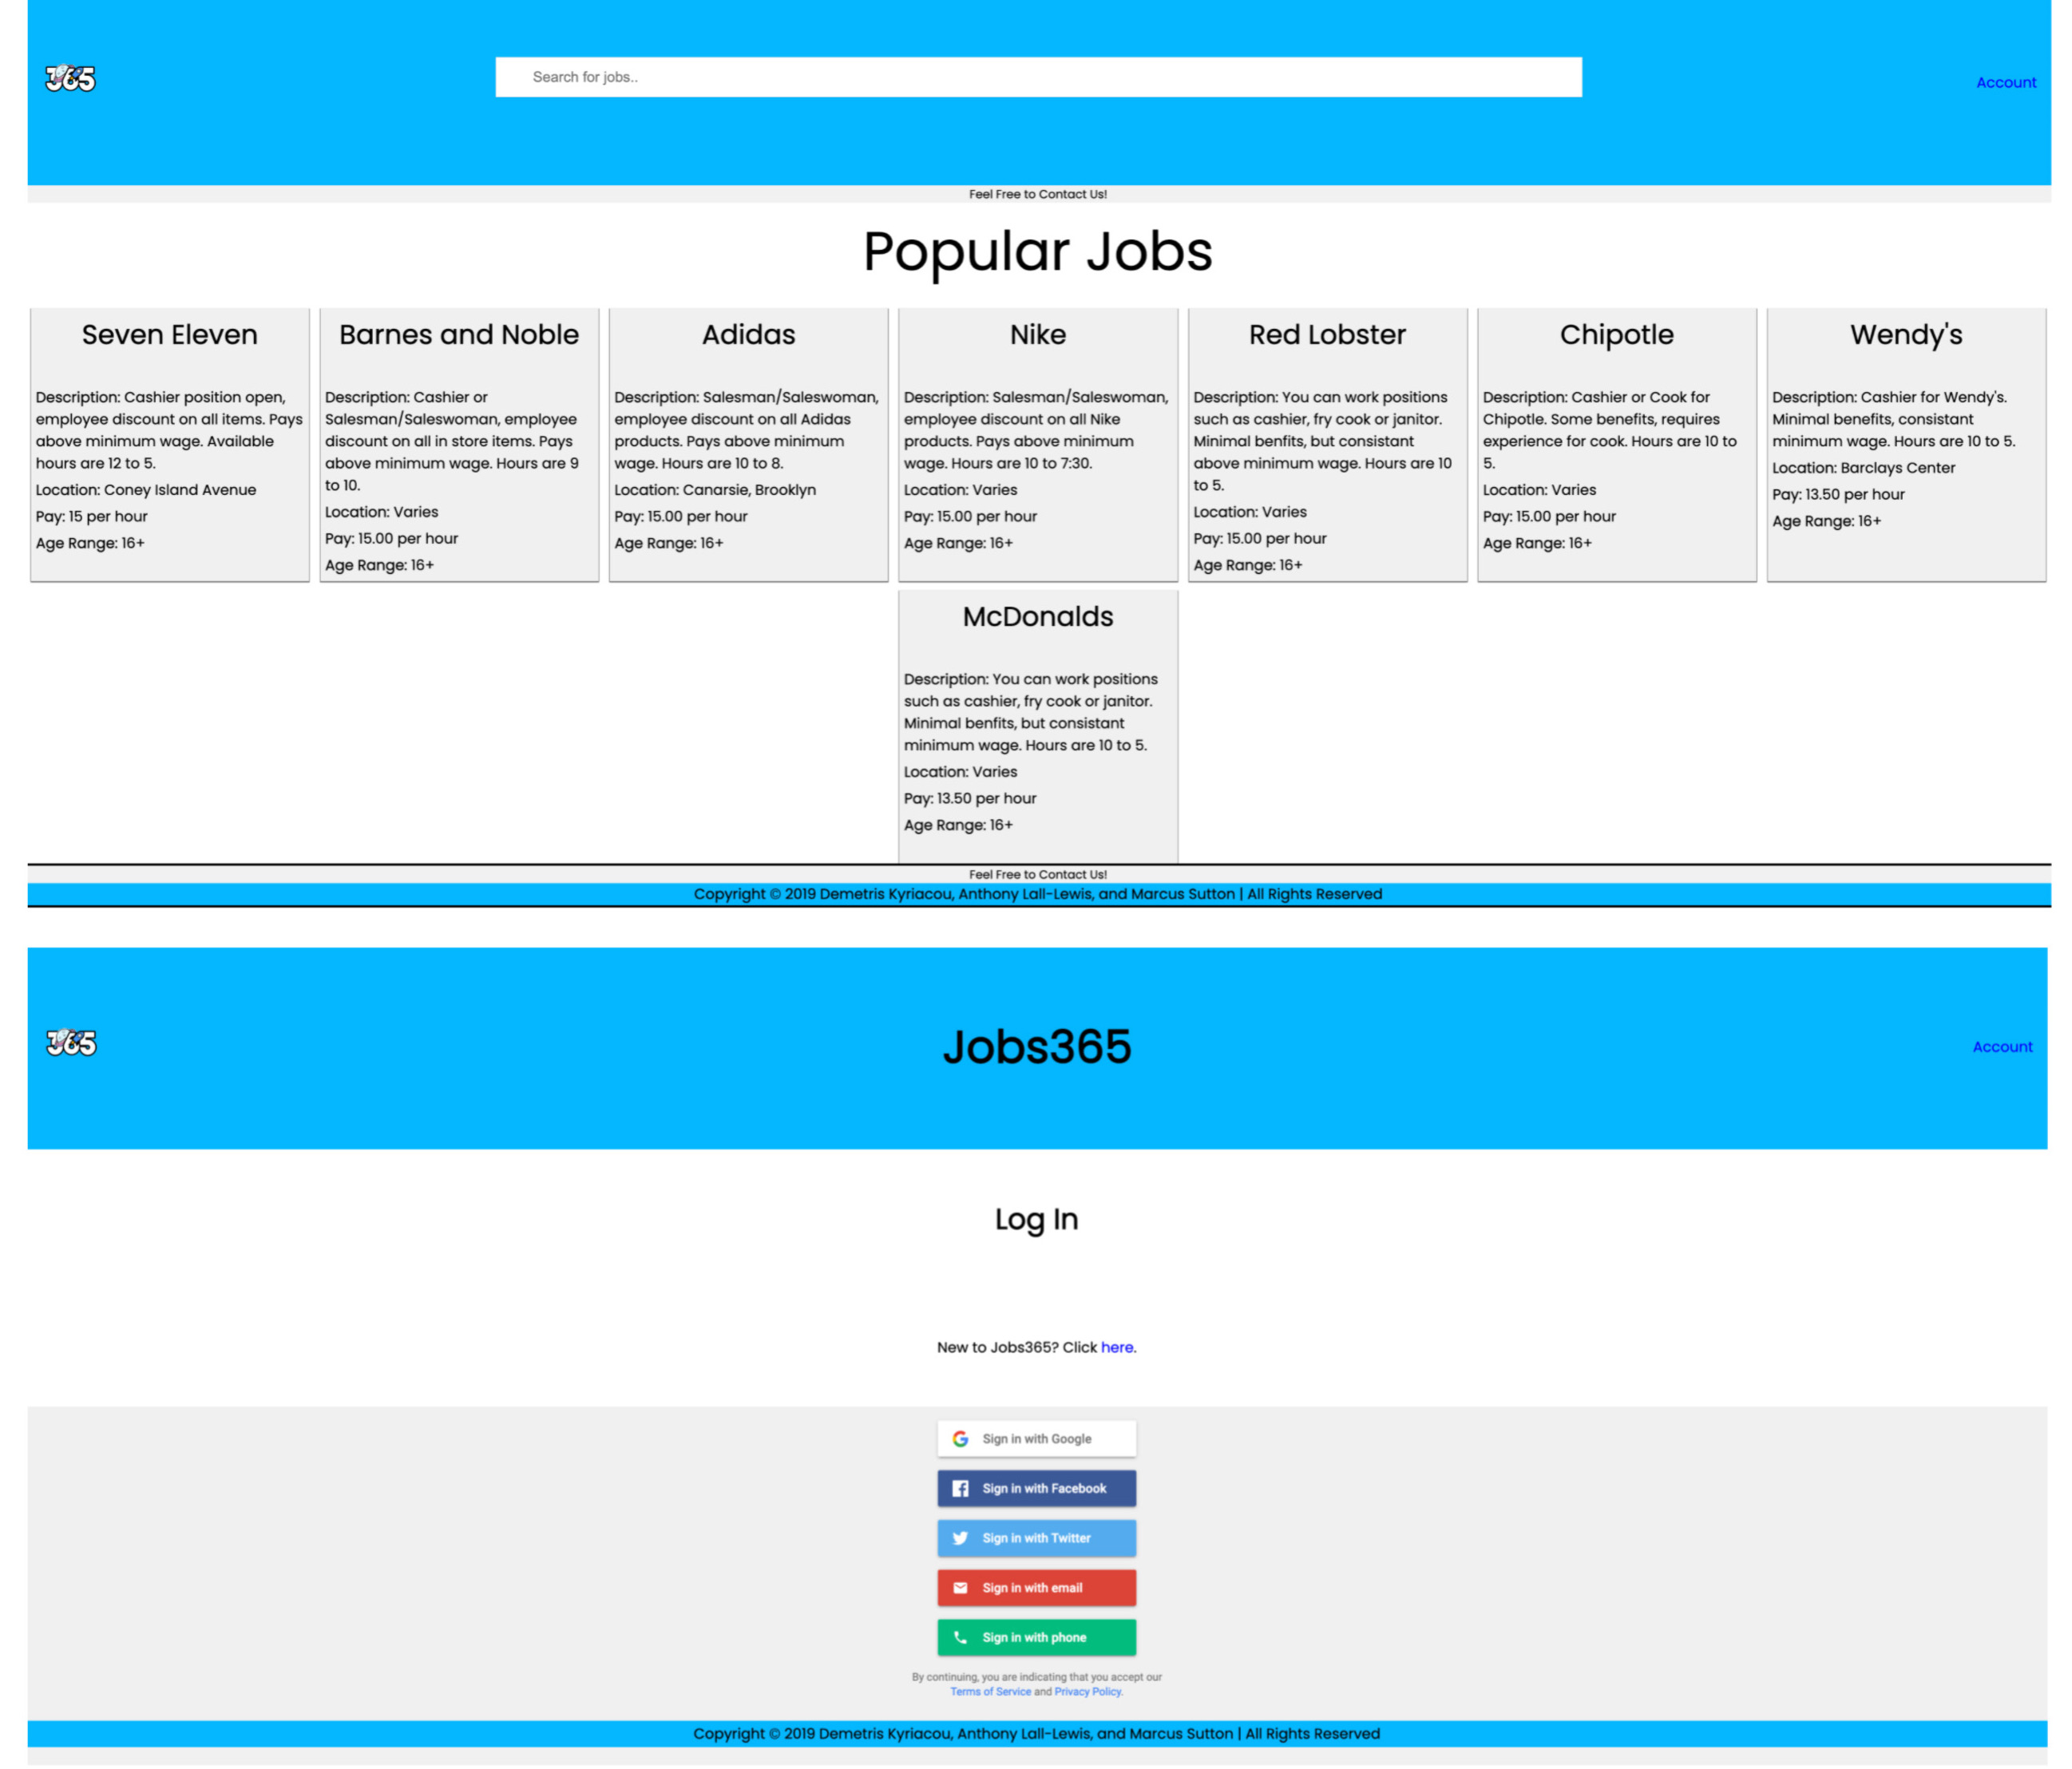 J365
Search for jobs..
Account
Feel Free to Contact Us!
Popular Jobs
Seven Eleven
Description: Cashier position open,
employee discount on all items. Pays
above minimum wage. Available
hours are 12 to 5.
Location: Coney Island Avenue
Pay: 15 per hour
Age Range: 16+
Barnes and Noble
Description: Cashier or
Salesman/Saleswoman, employee
discount on all in store items. Pays
above minimum wage. Hours are 9
to 10.
Location: Varies
Pay: 15.00 per hour
Age Range: 16+
Adidas
Description: Salesman/Saleswoman,
employee discount on all Adidas
products. Pays above minimum
wage. Hours are 10 to 8.
Location: Canarsie, Brooklyn
Pay: 15.00 per hour
Age Range: 16+
Nike
Description: Salesman/Saleswoman,
employee discount on all Nike
products. Pays above minimum
wage. Hours are 10 to 7:30.
Location: Varies
Pay: 15.00 per hour
Age Range: 16+
Red Lobster
Description: You can work positions
such as cashier, fry cook or janitor.
Minimal benfits, but consistant
above minimum wage. Hours are 10
to 5.
Location: Varies
Pay: 15.00 per hour
Age Range: 16+
Chipotle
Description: Cashier or Cook for
Chipotle. Some benefits, requires
experience for cook. Hours are 10 to
5.
Location: Varies
Pay: 15.00 per hour
Age Range: 16+
Wendy's
Description: Cashier for Wendy's.
Minimal benefits, consistant
minimum wage. Hours are 10 to 5.
Location: Barclays Center
Pay: 13.50 per hour
Age Range: 16+
McDonalds
Description: You can work positions
such as cashier, fry cook or janitor.
Minimal benfits, but consistant
minimum wage. Hours are 10 to 5.
Location: Varies
Pay: 13.50 per hour
Age Range: 16+
Feel Free to Contact Us!
Copyright © 2019 Demetris Kyriacou, Anthony Lall-Lewis, and Marcus Sutton | All Rights Reserved
J365
Jobs365
Account
Log In
New to Jobs365? Click here.
Sign in with Google
Sign in with Facebook
Sign in with Twitter
Sign in with email
Sign in with phone
By continuing, you are indicating that you accept our
Terms of Service and Privacy Policy.
Copyright © 2019 Demetris Kyriacou, Anthony Lall-Lewis, and Marcus Sutton | All Rights Reserved